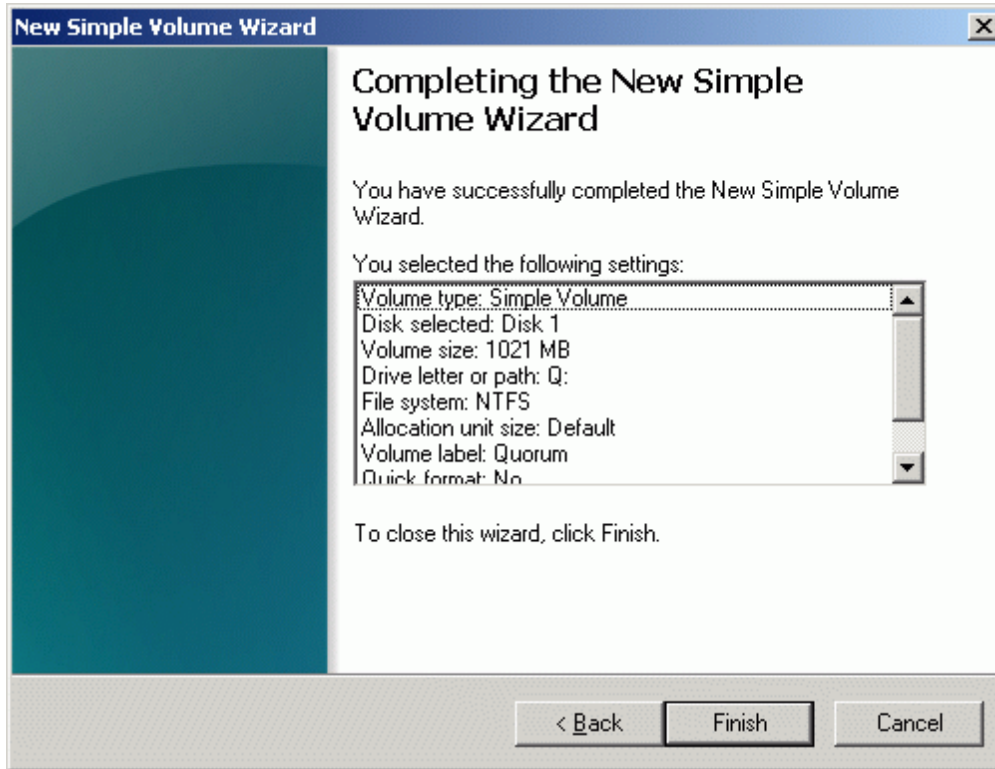 New Simple Volume Wizard
Completing the New Simple
Volume Wizard
You have successfully completed the New Simple Volume
Wizard.
You selected the following settings:
Volume type: Simple Volume
Disk selected: Disk 1
Volume size: 1021 MB
Drive letter or path: Q:
File system: NTFS
Allocation unit size: Default
Volume label: Quorum
Quick format: No
To close this wizard, click Finish.
< Back
Finish
Cancel